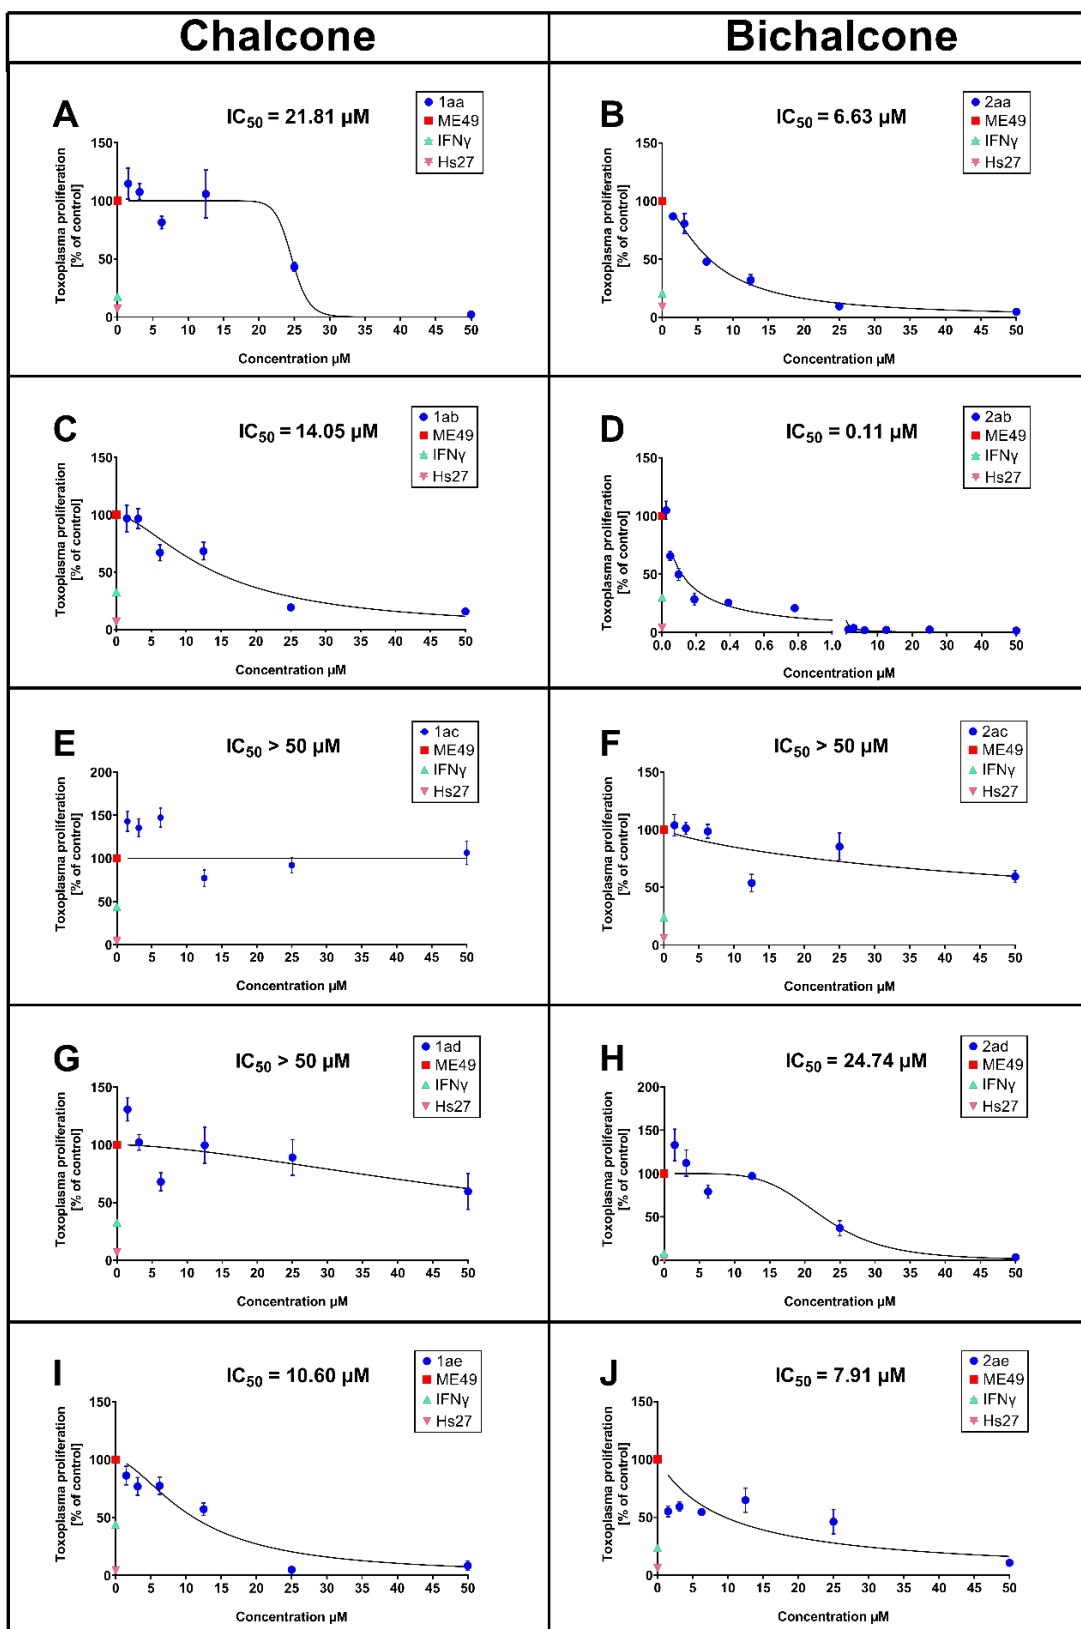 Chalcone
Bichalcone
A
IC50 = 21.81 µM
1aa
ME49
IFNγ
Hs27
Toxoplasma proliferation
[% of control]
150
100
50
0
0 5 10 15 20 25 30 35 40 45 50
Concentration µM
B
IC50 = 6.63 µM
2aa
ME49
IFNγ
Hs27
Toxoplasma proliferation
[% of control]
150
100
50
0
0 5 10 15 20 25 30 35 40 45 50
Concentration µM
C
IC50 = 14.05 µM
1ab
ME49
IFNγ
Hs27
Toxoplasma proliferation
[% of control]
150
100
50
0
0 5 10 15 20 25 30 35 40 45 50
Concentration µM
D
IC50 = 0.11 µM
2ab
ME49
IFNγ
Hs27
Toxoplasma proliferation
[% of control]
150
100
50
0
0.0 0.2 0.4 0.6 0.8 1.0 10 20 30 40 50
Concentration µM
E
IC50 > 50 µM
1ac
ME49
IFNγ
Hs27
Toxoplasma proliferation
[% of control]
200
150
100
50
0
0 5 10 15 20 25 30 35 40 45 50
Concentration µM
F
IC50 > 50 µM
2ac
ME49
IFNγ
Hs27
Toxoplasma proliferation
[% of control]
150
100
50
0
0 5 10 15 20 25 30 35 40 45 50
Concentration µM
G
IC50 > 50 µM
1ad
ME49
IFNγ
Hs27
Toxoplasma proliferation
[% of control]
150
100
50
0
0 5 10 15 20 25 30 35 40 45 50
Concentration µM
H
IC50 = 24.74 µM
2ad
ME49
IFNγ
Hs27
Toxoplasma proliferation
[% of control]
200
150
100
50
0
0 5 10 15 20 25 30 35 40 45 50
Concentration µM
I
IC50 = 10.60 µM
1ae
ME49
IFNγ
Hs27
Toxoplasma proliferation
[% of control]
150
100
50
0
0 5 10 15 20 25 30 35 40 45 50
Concentration µM
J
IC50 = 7.91 µM
2ae
ME49
IFNγ
Hs27
Toxoplasma proliferation
[% of control]
150
100
50
0
0 5 10 15 20 25 30 35 40 45 50
Concentration µM